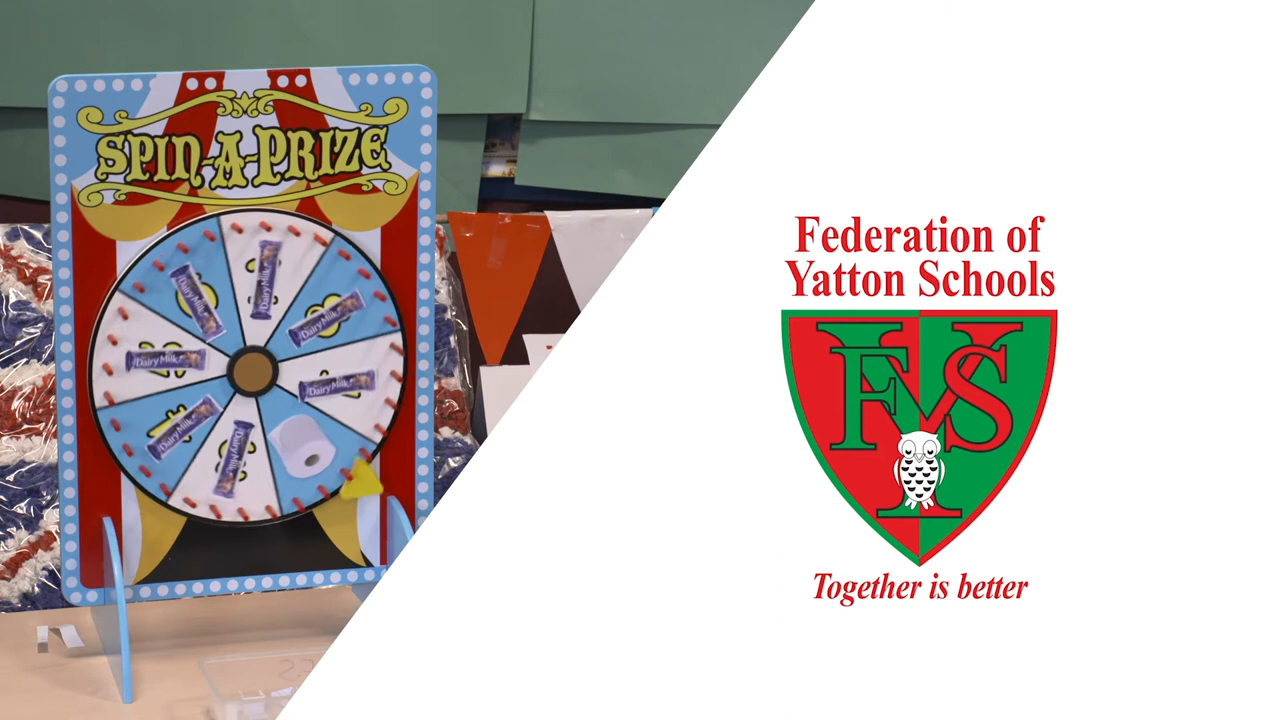 SPIN-A-PRIZE
Dairy Milk
Dairy Milk
Dairy Milk
Dairy Milk
Dairy Milk
Dairy Milk
Dairy Milk
Federation of
Yatton Schools
FYS
Together is better